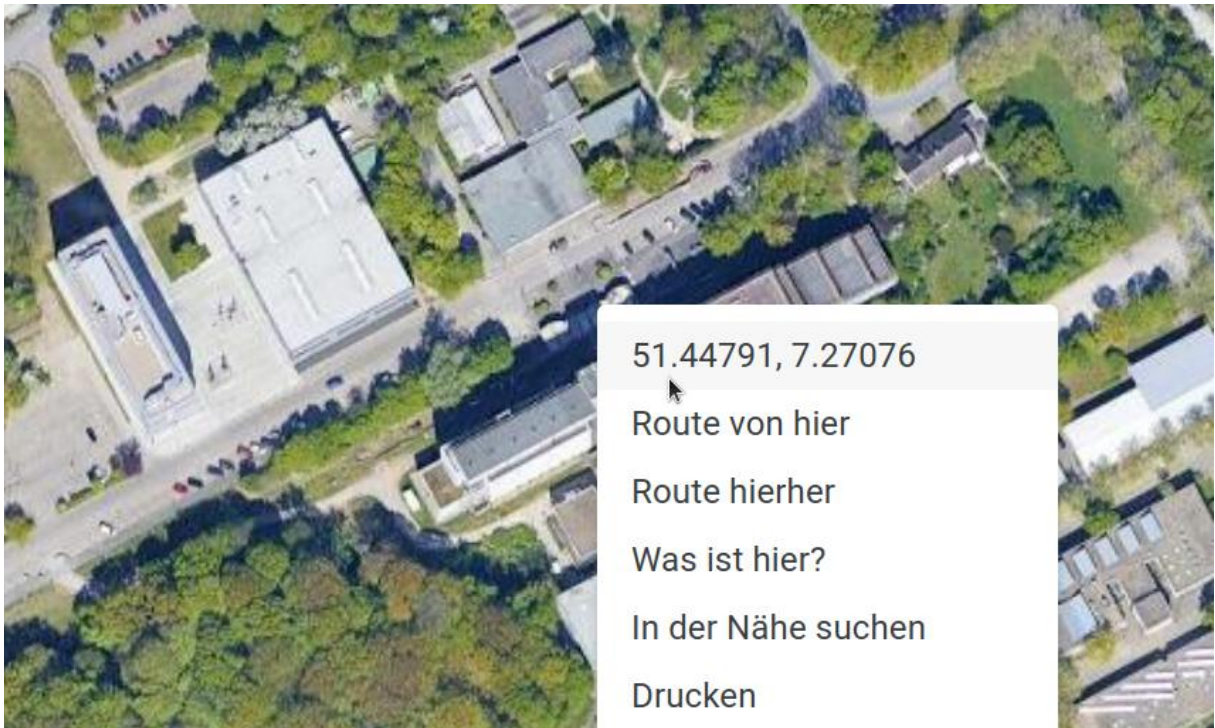 51.44791, 7.27076
Route von hier
Route hierher
Was ist hier?
In der Nähe suchen
Drucken